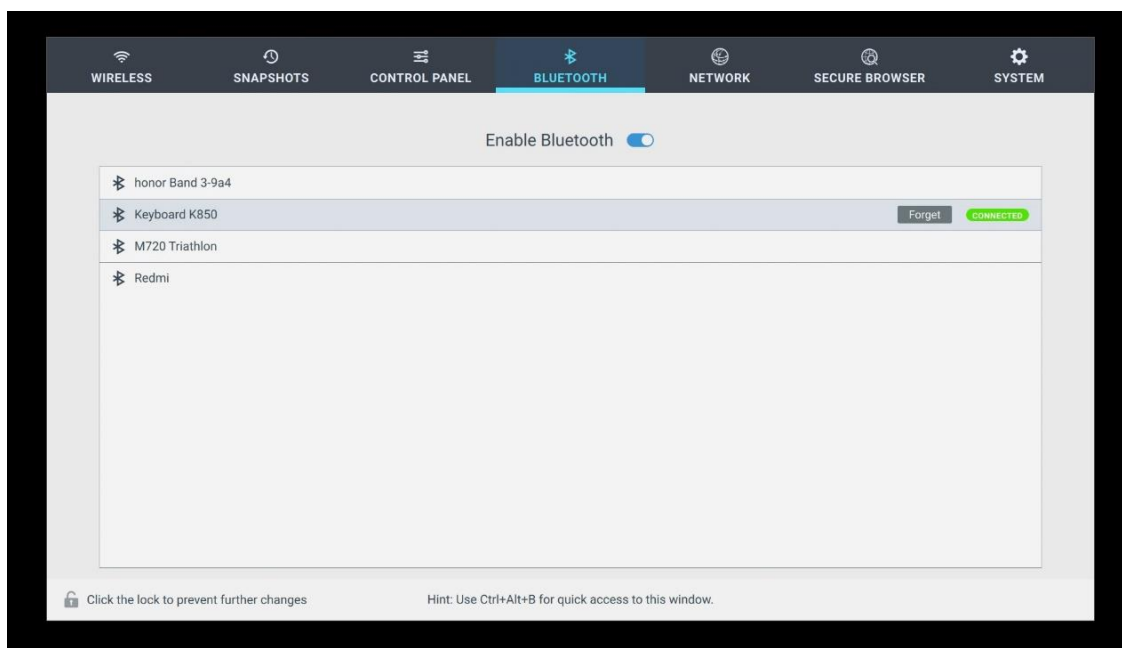 WIRELESS SNAPSHOTS CONTROL PANEL BLUETOOTH NETWORK SECURE BROWSER SYSTEM
Enable Bluetooth
honor Band 3-9a4
Keyboard K850 Forget CONNECTED
M720 Triathlon
Redmi
Click the lock to prevent further changes Hint: Use Ctrl+Alt+B for quick access to this window.